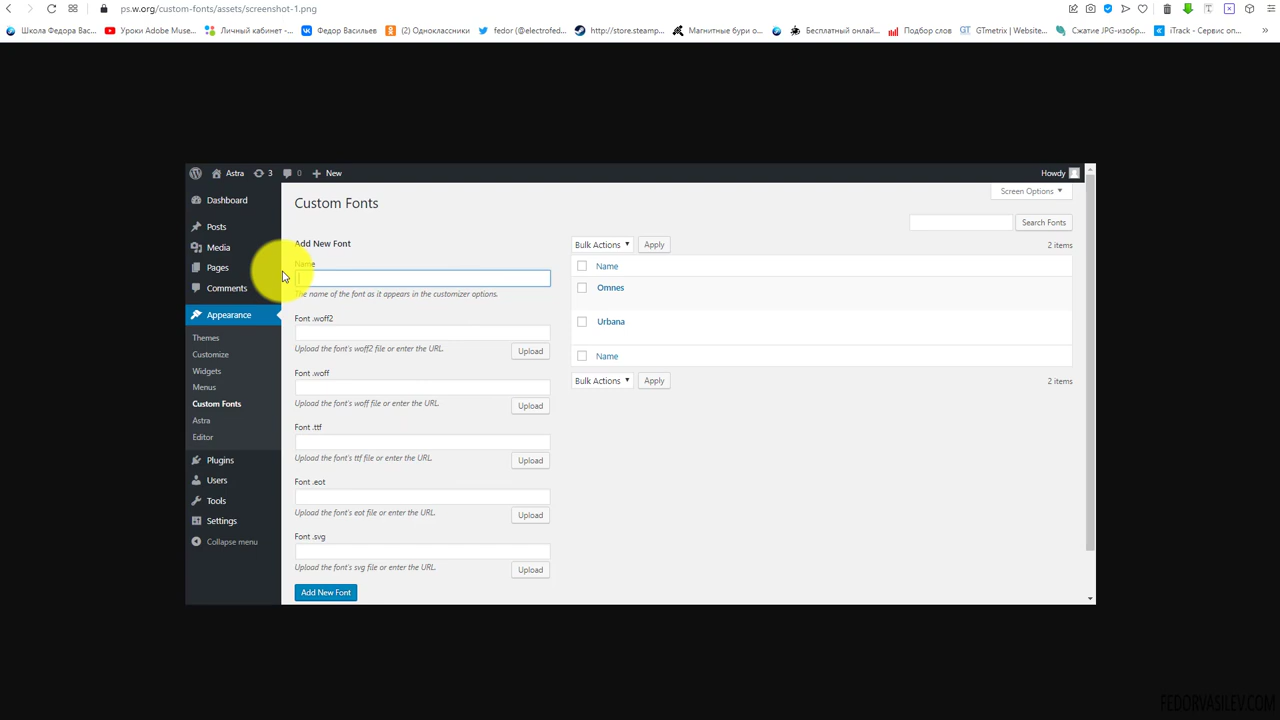 ps.w.org/custom-fonts/assets/screenshot-1.png
Школа Федора Вас...
Уроки Adobe Muse...
Личный кабинет -...
Федор Васильев
(2) Одноклассники
fedor (@electrofed...
http://store.steamp...
Магнитные бури о...
Бесплатный онлай...
Подбор слов
GTmetrix | Website...
Сжатие JPG-изобр...
iTrack - Сервис оп...
Astra
3
0
New
Howdy
Dashboard
Posts
Media
Pages
Comments
Appearance
Themes
Customize
Widgets
Menus
Custom Fonts
Astra
Editor
Plugins
Users
Tools
Settings
Collapse menu
Screen Options
Custom Fonts
Search Fonts
Add New Font
Name
The name of the font as it appears in the customizer options.
Font .woff2
Upload the font's woff2 file or enter the URL.
Upload
Font .woff
Upload the font's woff file or enter the URL.
Upload
Font .ttf
Upload the font's ttf file or enter the URL.
Upload
Font .eot
Upload the font's eot file or enter the URL.
Upload
Font .svg
Upload the font's svg file or enter the URL.
Upload
Add New Font
Bulk Actions
Apply
2 items
Name
Omnes
Urbana
Name
Bulk Actions
Apply
2 items
FEDORVASILEV.COM